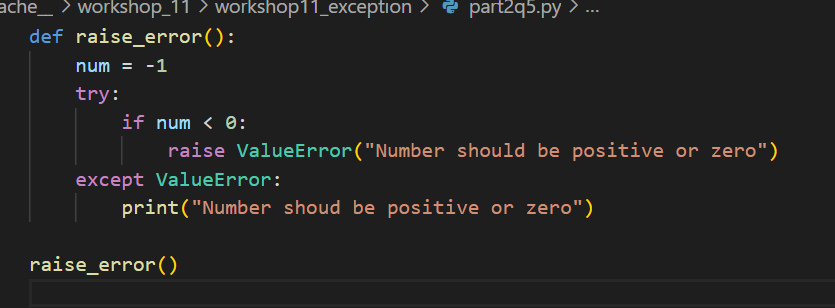 ache__ > workshop_11 > workshop11_exception > part2q5.py > ...
def raise_error():
    num = -1
    try:
        if num < 0:
            raise ValueError("Number should be positive or zero")
    except ValueError:
        print("Number shoud be positive or zero")
raise_error()